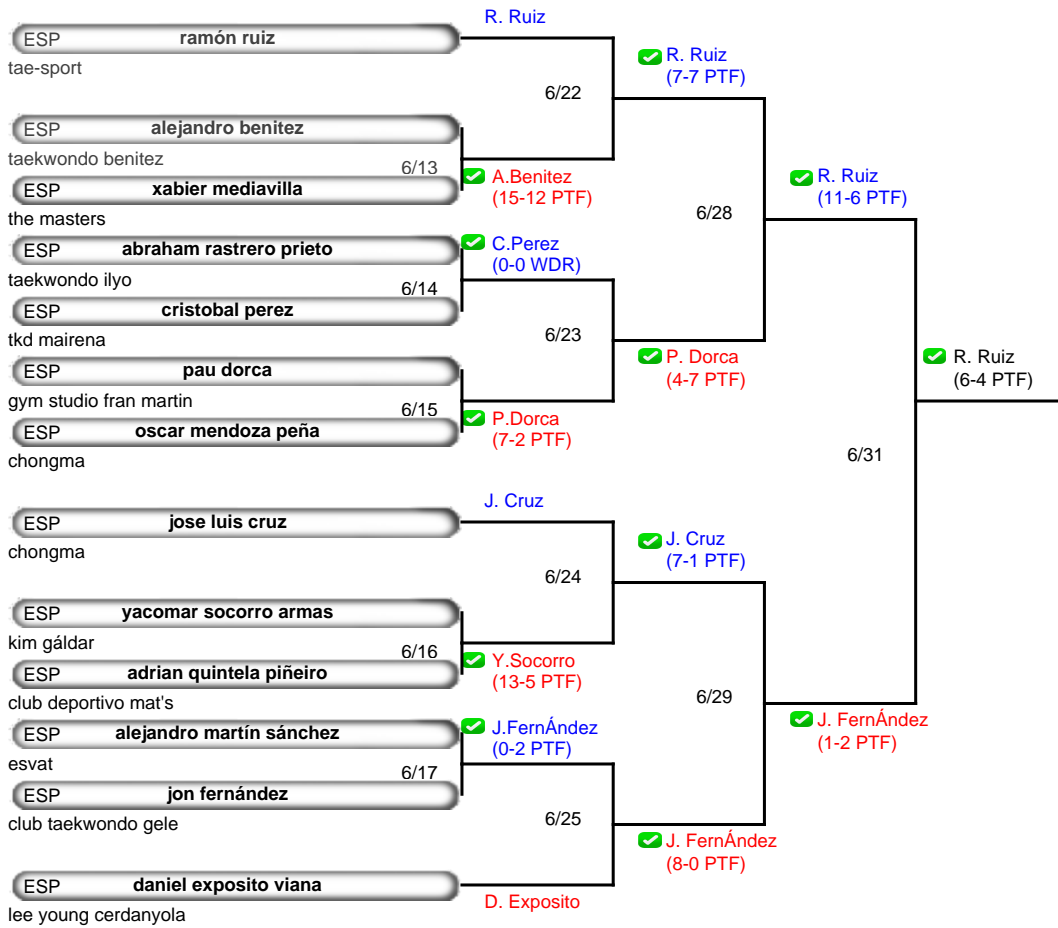 R. Ruiz
ESP ramón ruiz
tae-sport
R. Ruiz
(7-7 PTF)
6/22
ESP alejandro benitez
taekwondo benitez
6/13
A.Benitez
(15-12 PTF)
ESP xabier mediavilla
the masters
R. Ruiz
(11-6 PTF)
6/28
ESP abraham rastrero prieto
taekwondo ilyo
C.Perez
(0-0 WDR)
6/14
ESP cristobal perez
tkd mairena
6/23
ESP pau dorca
gym studio fran martin
P. Dorca
(4-7 PTF)
R. Ruiz
(6-4 PTF)
6/15
P.Dorca
(7-2 PTF)
ESP oscar mendoza peña
chongma
6/31
J. Cruz
ESP jose luis cruz
chongma
J. Cruz
(7-1 PTF)
6/24
ESP yacomar socorro armas
kim gáldar
6/16
Y.Socorro
(13-5 PTF)
ESP adrian quintela piñeiro
club deportivo mat's
6/29
ESP alejandro martín sánchez
esvat
J.FernÁndez
(0-2 PTF)
J. FernÁndez
(1-2 PTF)
6/17
ESP jon fernández
club taekwondo gele
6/25
J. FernÁndez
(8-0 PTF)
ESP daniel exposito viana
lee young cerdanyola
D. Exposito